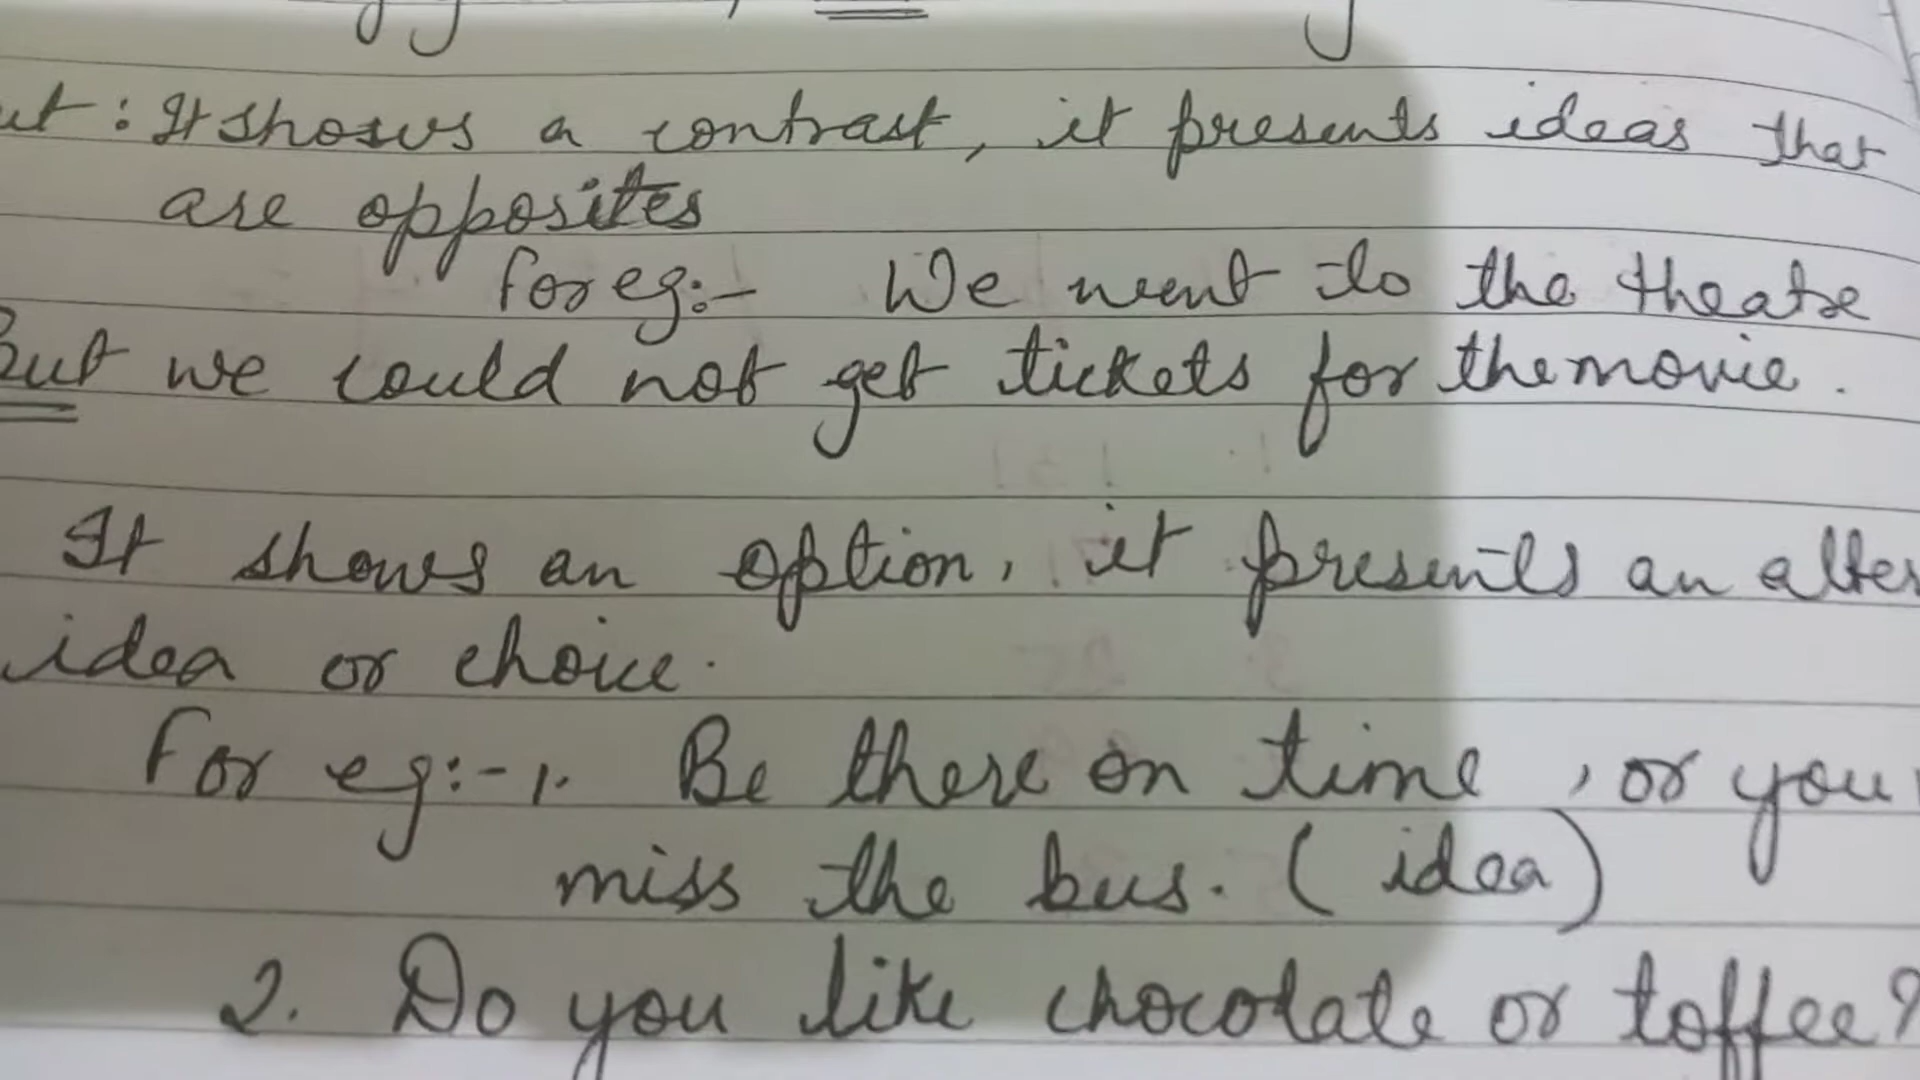 ut : It shows a contrast, it presents ideas that
are opposites
for eg:- We went to the theatre
But we could not get tickets for the movie.
It shows an option, it presents an alter
idea or choice.
For eg:- 1. Be there on time, or you
miss the bus. (idea)
2. Do you like chocolate or toffee?